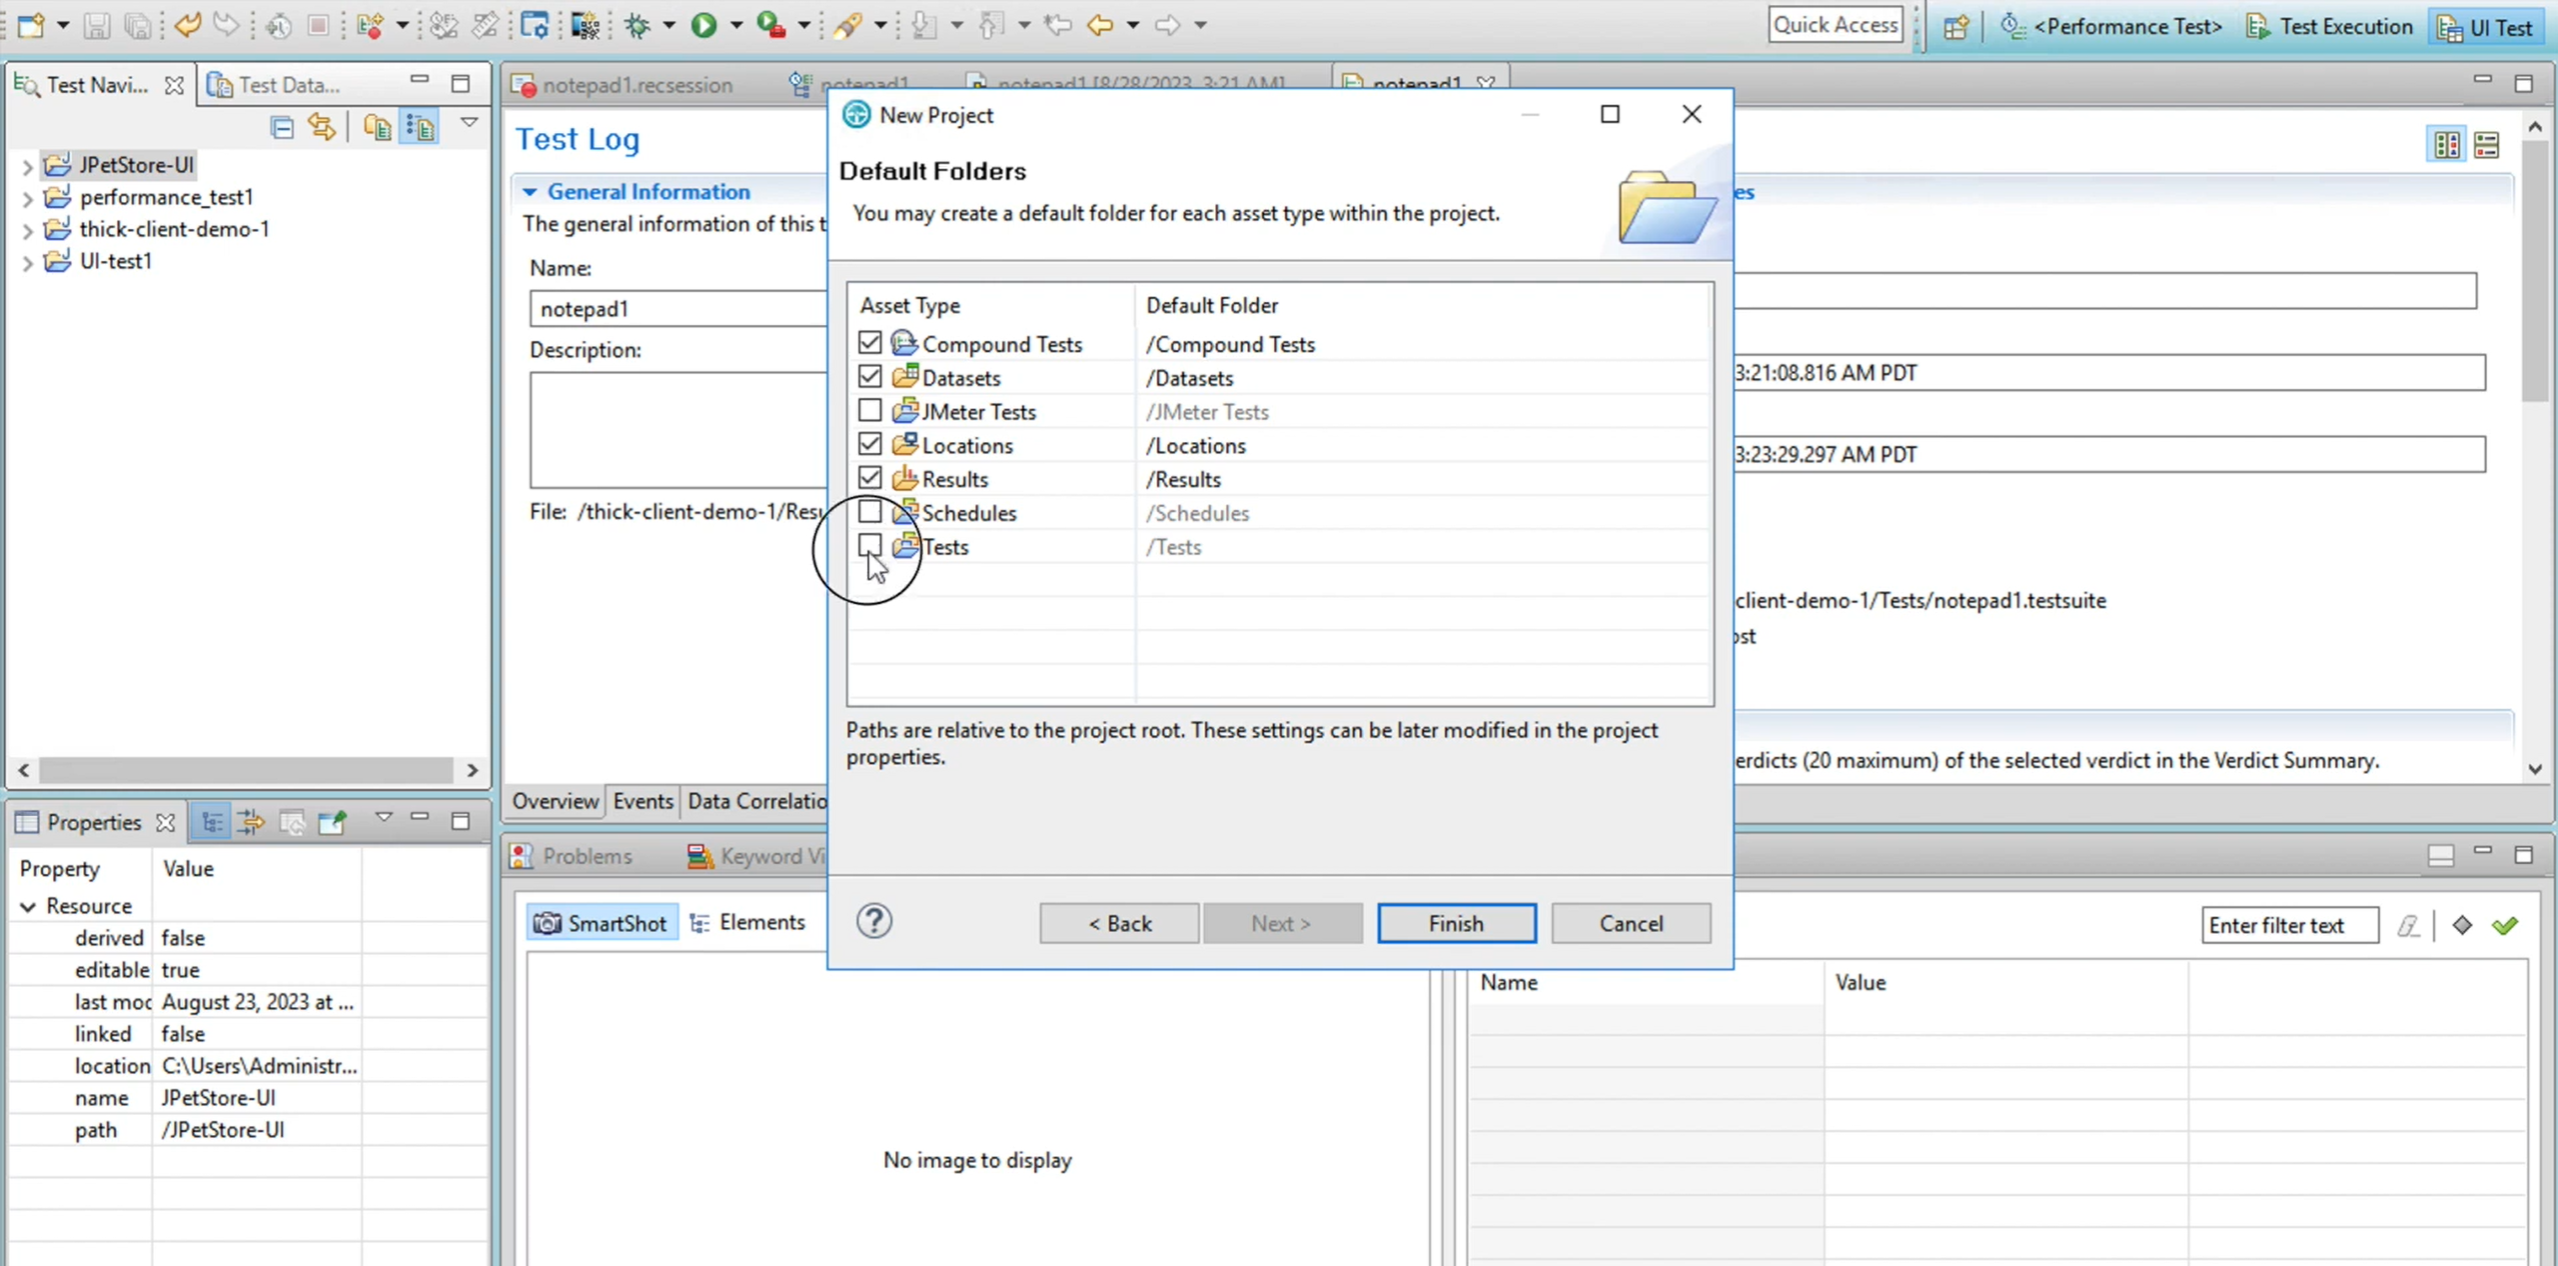 Quick Access
<Performance Test>
Test Execution
UI Test
Test Navi...
Test Data...
JPetStore-UI
performance_test1
thick-client-demo-1
UI-test1
notepad1.recsession
notepad1
notepad1 [8/28/2023 3:21 AM]
notepad1
Test Log
General Information
The general information of this t
Name:
notepad1
Description:
File: /thick-client-demo-1/Resu
Overview
Events
Data Correlatio
New Project
Default Folders
You may create a default folder for each asset type within the project.
Asset Type
Default Folder
Compound Tests
/Compound Tests
Datasets
/Datasets
JMeter Tests
/JMeter Tests
Locations
/Locations
Results
/Results
Schedules
/Schedules
Tests
/Tests
Paths are relative to the project root. These settings can be later modified in the project
properties.
< Back
Next >
Finish
Cancel
es
3:21:08.816 AM PDT
3:23:29.297 AM PDT
client-demo-1/Tests/notepad1.testsuite
ost
erdicts (20 maximum) of the selected verdict in the Verdict Summary.
Properties
Property
Value
Resource
derived
false
editable
true
last moc
August 23, 2023 at ...
linked
false
location
C:\Users\Administr...
name
JPetStore-UI
path
/JPetStore-UI
Problems
Keyword Vi
SmartShot
Elements
No image to display
Enter filter text
Name
Value